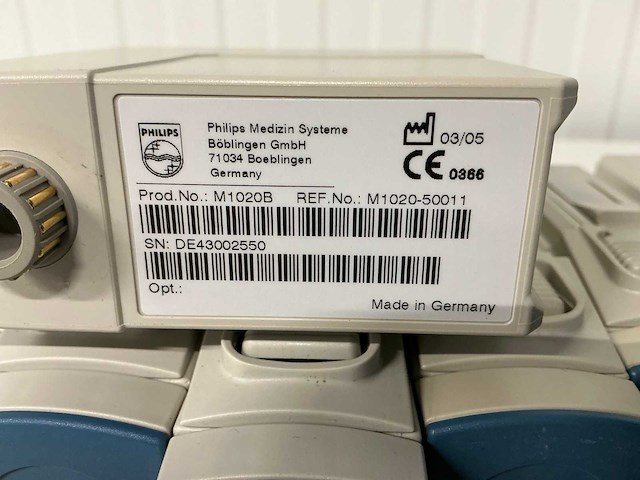 PHILIPS
Philips Medizin Systeme
Böblingen GmbH
71034 Boeblingen
Germany
03/05
CE 0366
Prod.No.: M1020B REF.No.: M1020-50011
SN: DE43002550
Opt.:
Made in Germany